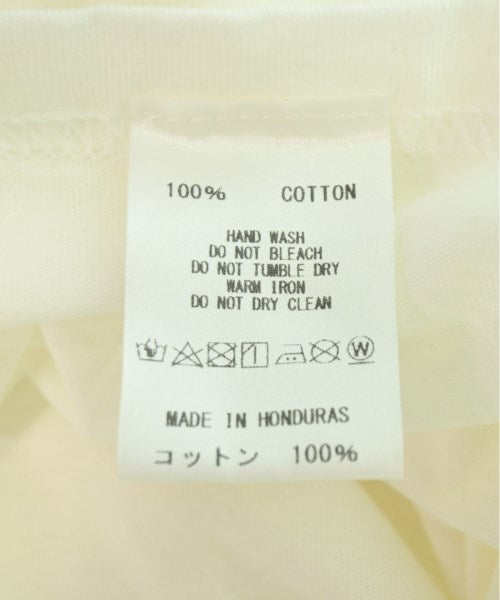 100% COTTON
HAND WASH
DO NOT BLEACH
DO NOT TUMBLE DRY
WARM IRON
DO NOT DRY CLEAN
W
MADE IN HONDURAS
コットン 100%